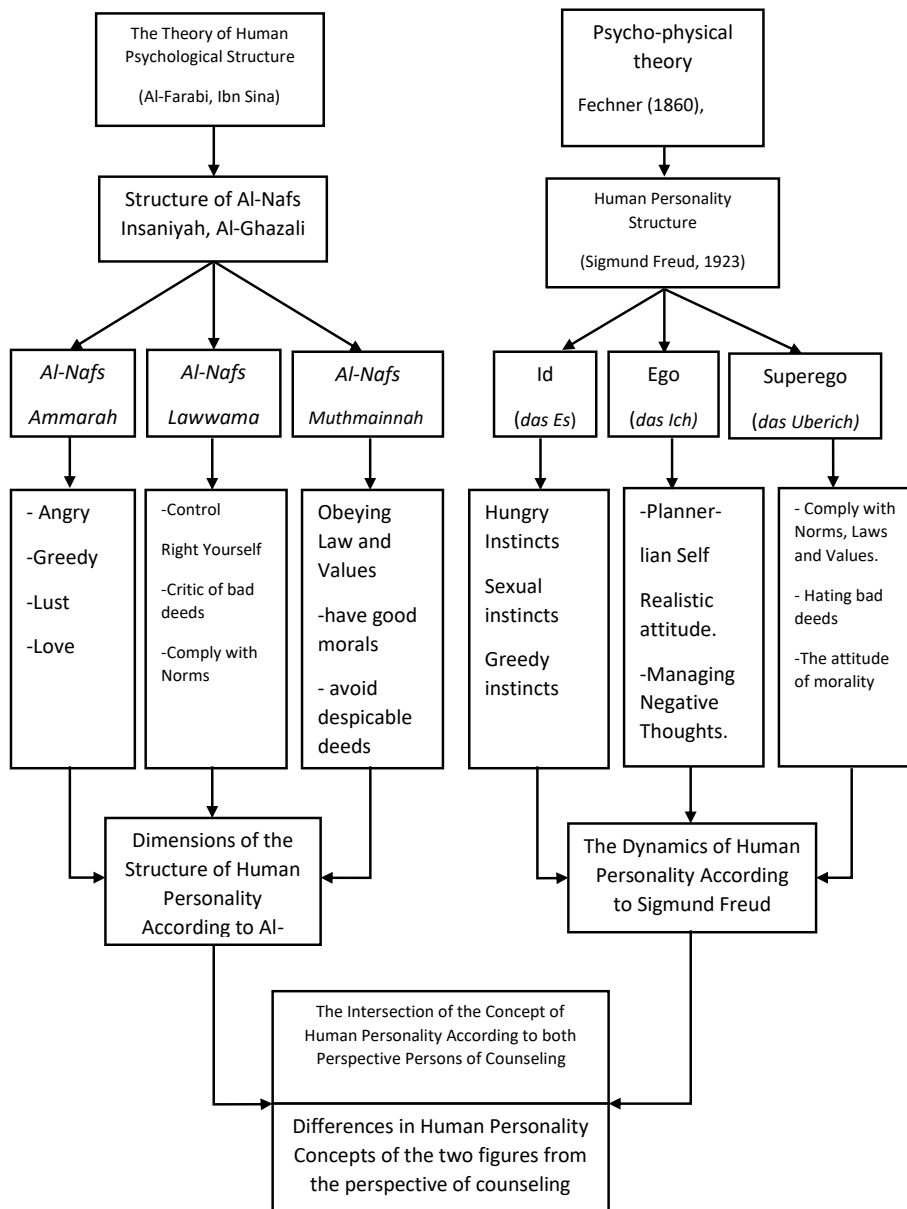 The Theory of Human
Psychological Structure
(Al-Farabi, Ibn Sina)
Psycho-physical
theory
Fechner (1860),
Structure of Al-Nafs
Insaniyah, Al-Ghazali
Human Personality
Structure
(Sigmund Freud, 1923)
Al-Nafs
Ammarah
Al-Nafs
Lawwama
Al-Nafs
Muthmainnah
Id
(das Es)
Ego
(das Ich)
Superego
(das Uberich)
- Angry
-Greedy
-Lust
-Love
-Control
Right Yourself
-Critic of bad
deeds
-Comply with
Norms
Obeying
Law and
Values
-have good
morals
- avoid
despicable
deeds
Hungry
Instincts
Sexual
instincts
Greedy
instincts
-Planner-
lian Self
Realistic
attitude.
-Managing
Negative
Thoughts.
- Comply with
Norms, Laws
and Values.
- Hating bad
deeds
-The attitude
of morality
Dimensions of the
Structure of Human
Personality
According to Al-
The Dynamics of Human
Personality According
to Sigmund Freud
The Intersection of the Concept of
Human Personality According to both
Perspective Persons of Counseling
Differences in Human Personality
Concepts of the two figures from
the perspective of counseling